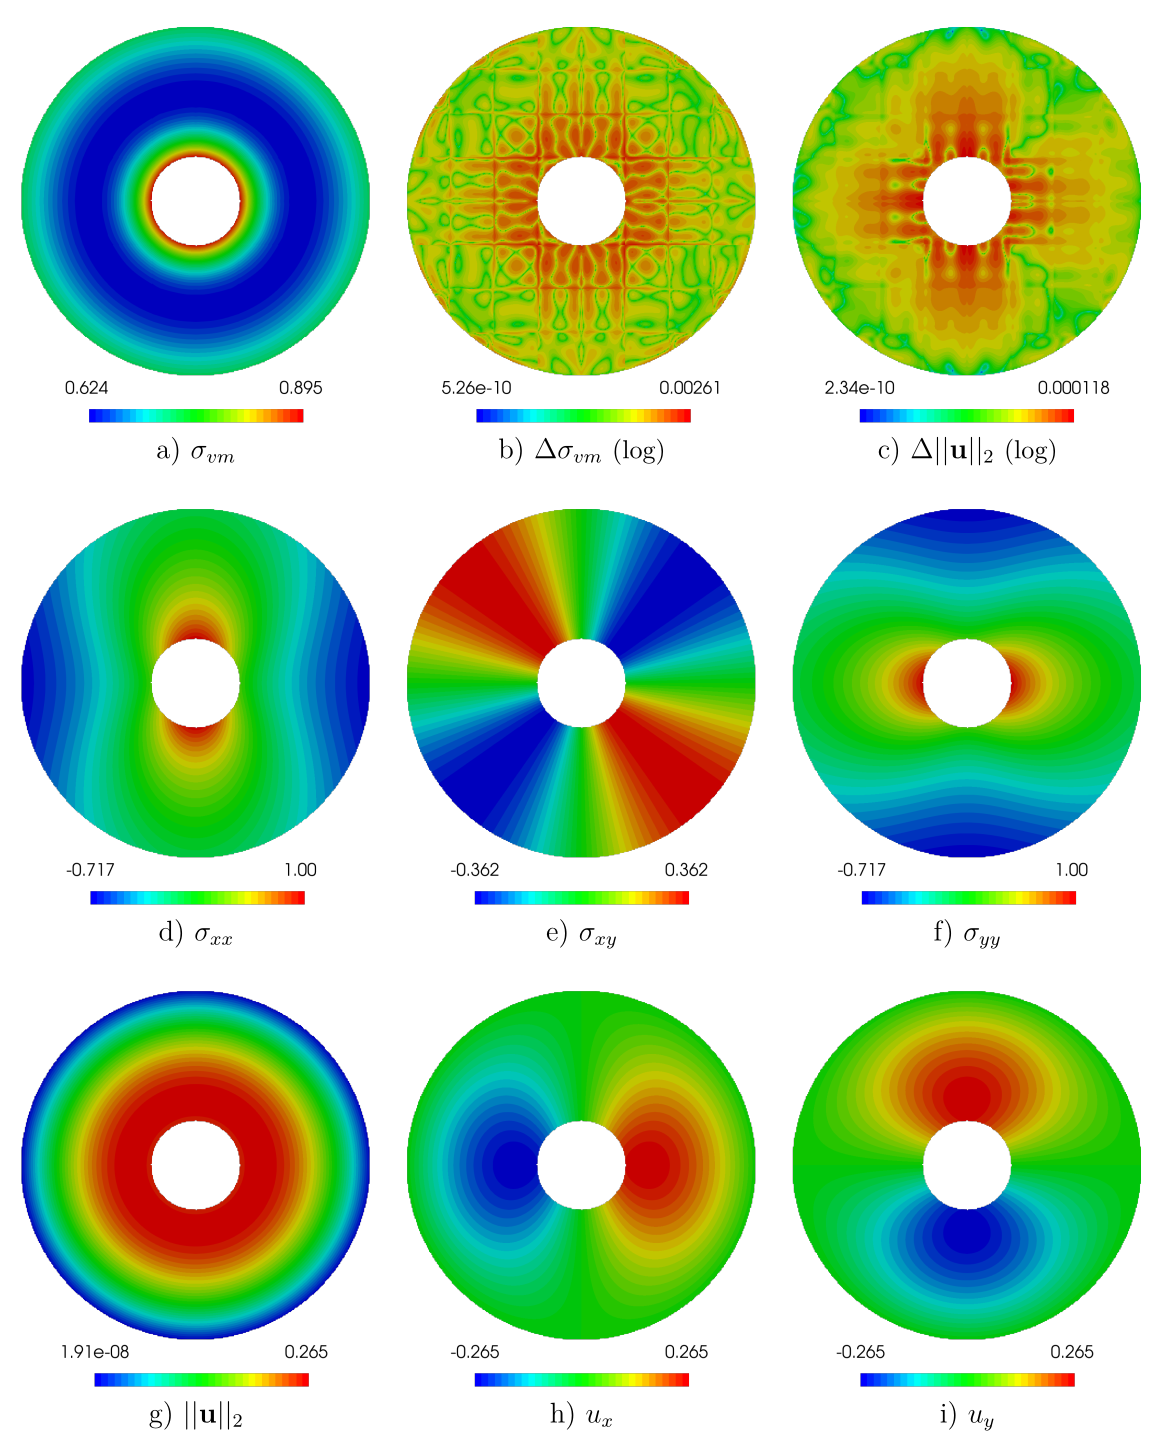 0.624 0.895 5.26e-10 0.00261 2.34e-10 0.000118
a) σ_vm b) Δσ_vm (log) c) Δ||u||₂ (log)
-0.717 1.00 -0.362 0.362 -0.717 1.00
d) σ_xx e) σ_xy f) σ_yy
1.91e-08 0.265 -0.265 0.265 -0.265 0.265
g) ||u||₂ h) u_x i) u_y